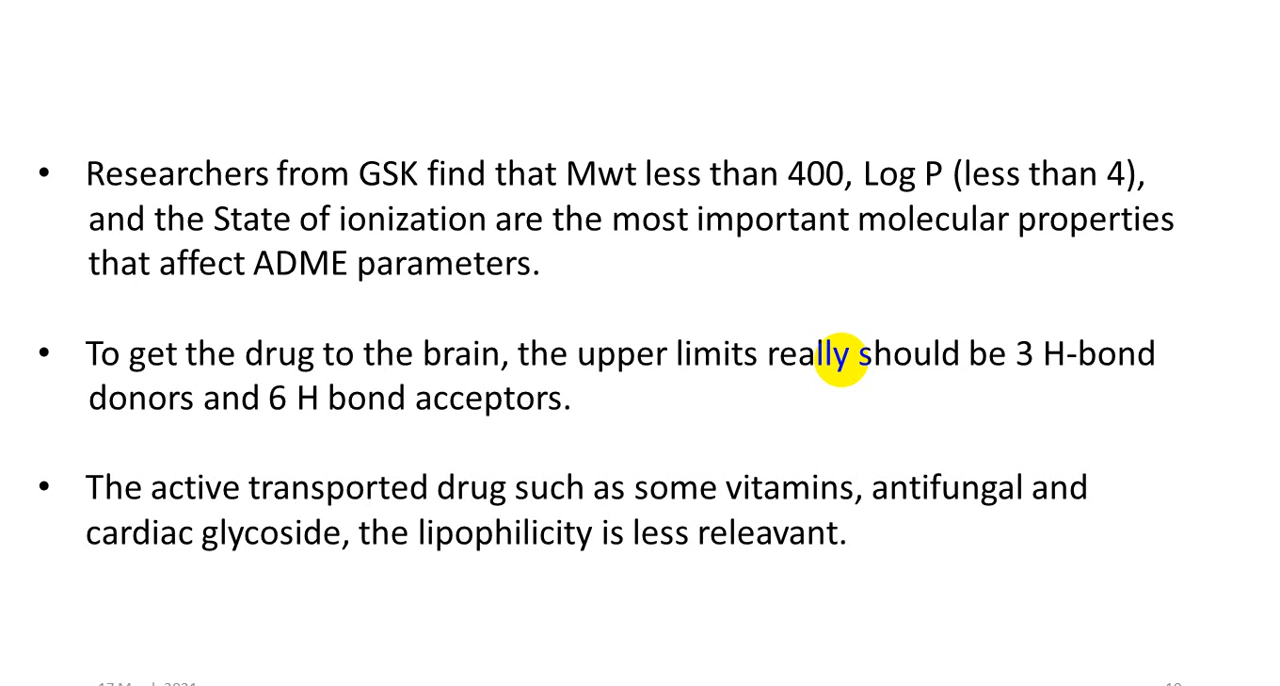 • Researchers from GSK find that Mwt less than 400, Log P (less than 4),
and the State of ionization are the most important molecular properties
that affect ADME parameters.
• To get the drug to the brain, the upper limits really should be 3 H-bond
donors and 6 H bond acceptors.
• The active transported drug such as some vitamins, antifungal and
cardiac glycoside, the lipophilicity is less releavant.